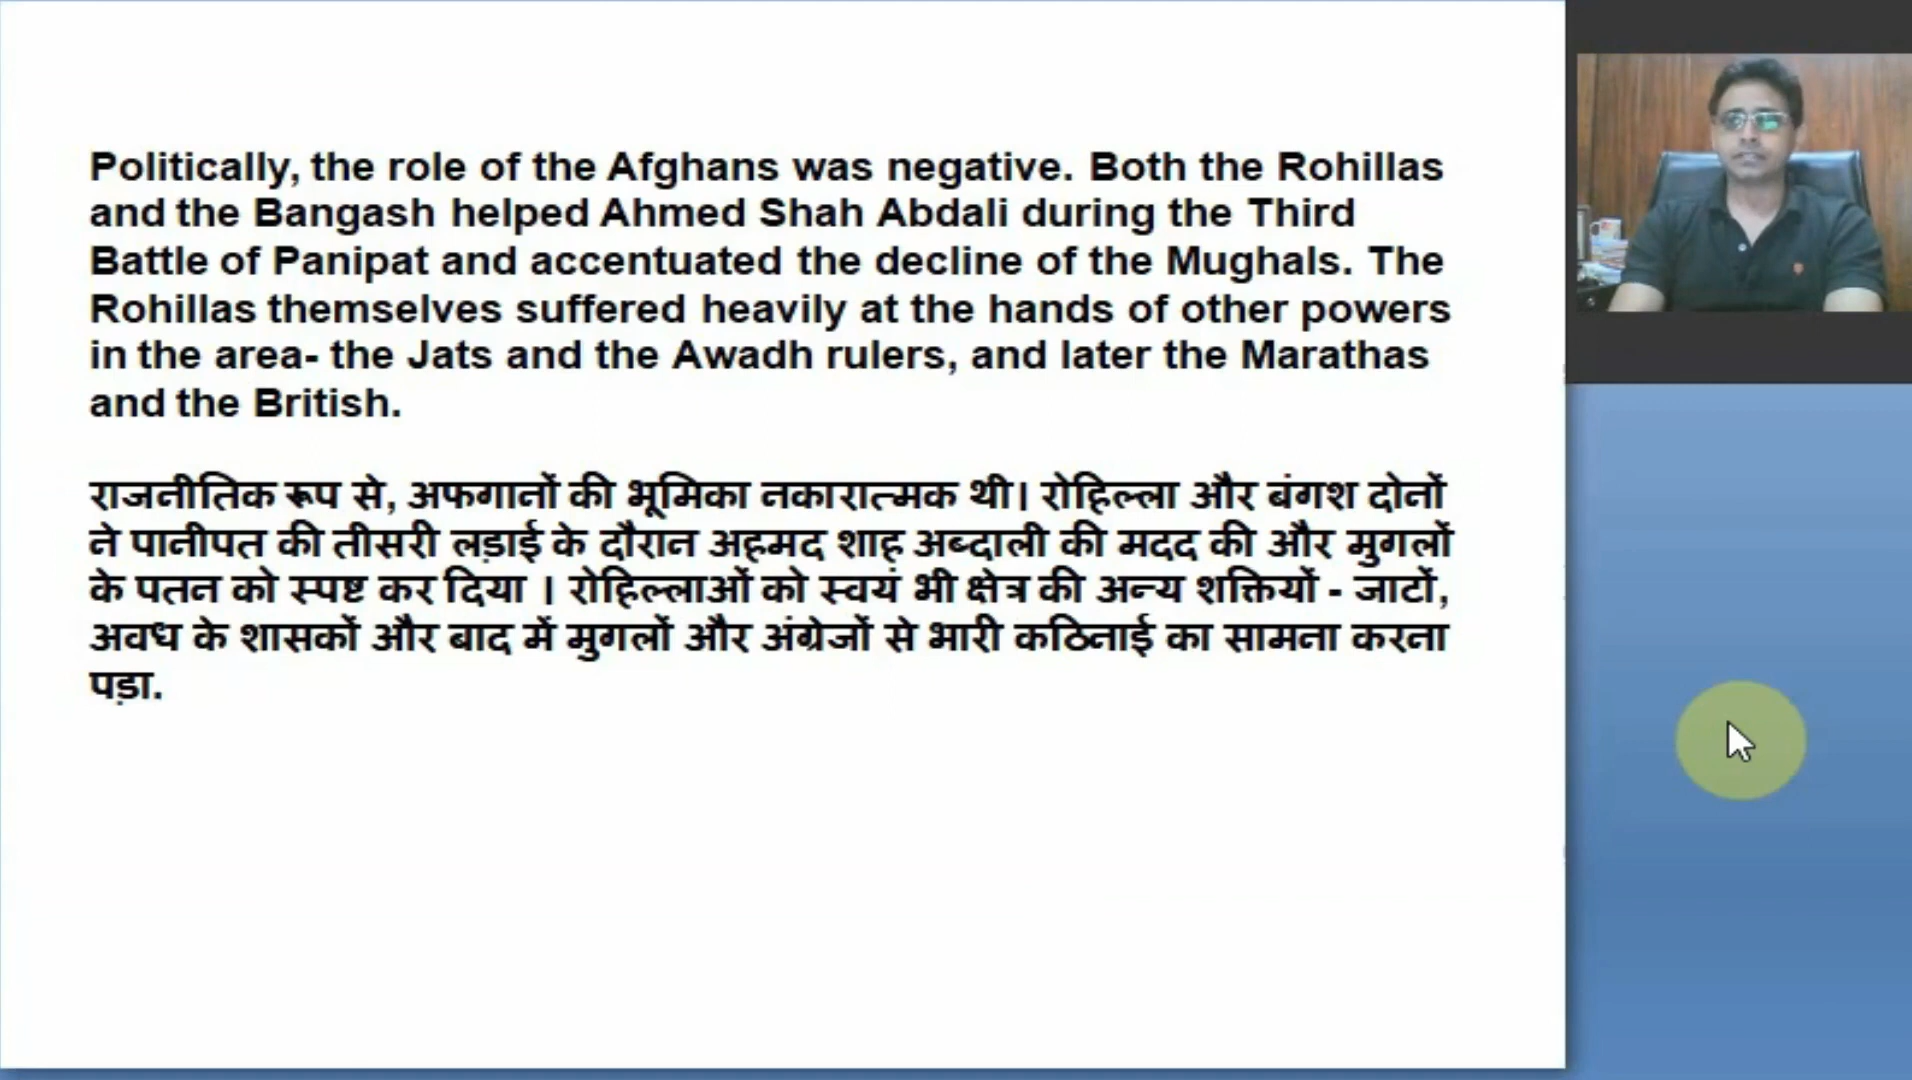 Politically, the role of the Afghans was negative. Both the Rohillas
and the Bangash helped Ahmed Shah Abdali during the Third
Battle of Panipat and accentuated the decline of the Mughals. The
Rohillas themselves suffered heavily at the hands of other powers
in the area- the Jats and the Awadh rulers, and later the Marathas
and the British.
राजनीतिक रूप से, अफगानों की भूमिका नकारात्मक थी। रोहिल्ला और बंगश दोनों
ने पानीपत की तीसरी लड़ाई के दौरान अहमद शाह अब्दाली की मदद की और मुगलों
के पतन को स्पष्ट कर दिया । रोहिल्लाओं को स्वयं भी क्षेत्र की अन्य शक्तियों - जाटों,
अवध के शासकों और बाद में मुगलों और अंग्रेजों से भारी कठिनाई का सामना करना
पड़ा.